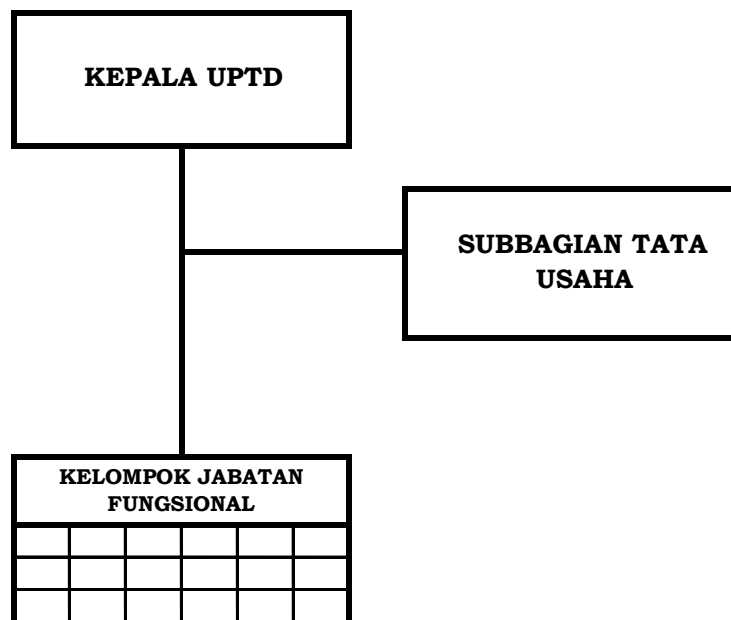 KEPALA UPTD
SUBBAGIAN TATA
USAHA
KELOMPOK JABATAN
FUNGSIONAL